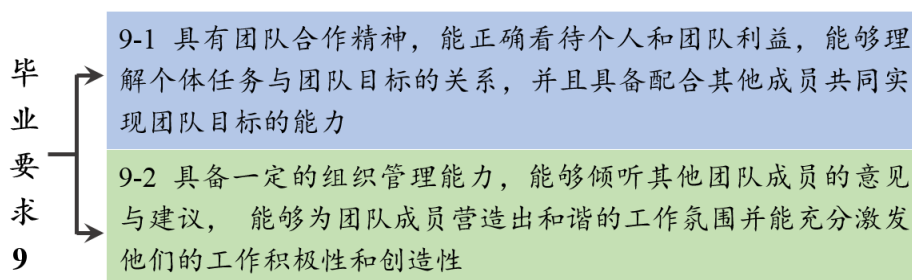 毕业要求9
9-1 具有团队合作精神，能正确看待个人和团队利益，能够理
解个体任务与团队目标的关系，并且具备配合其他成员共同实
现团队目标的能力
9-2 具备一定的组织管理能力，能够倾听其他团队成员的意见
与建议， 能够为团队成员营造出和谐的工作氛围并能充分激发
他们的工作积极性和创造性